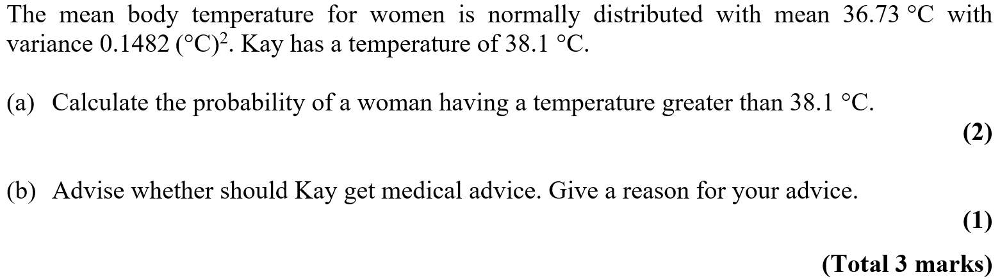 The mean body temperature for women is normally distributed with mean 36.73 °C with
variance 0.1482 (°C)². Kay has a temperature of 38.1 °C.
(a) Calculate the probability of a woman having a temperature greater than 38.1 °C.
(2)
(b) Advise whether should Kay get medical advice. Give a reason for your advice.
(1)
(Total 3 marks)